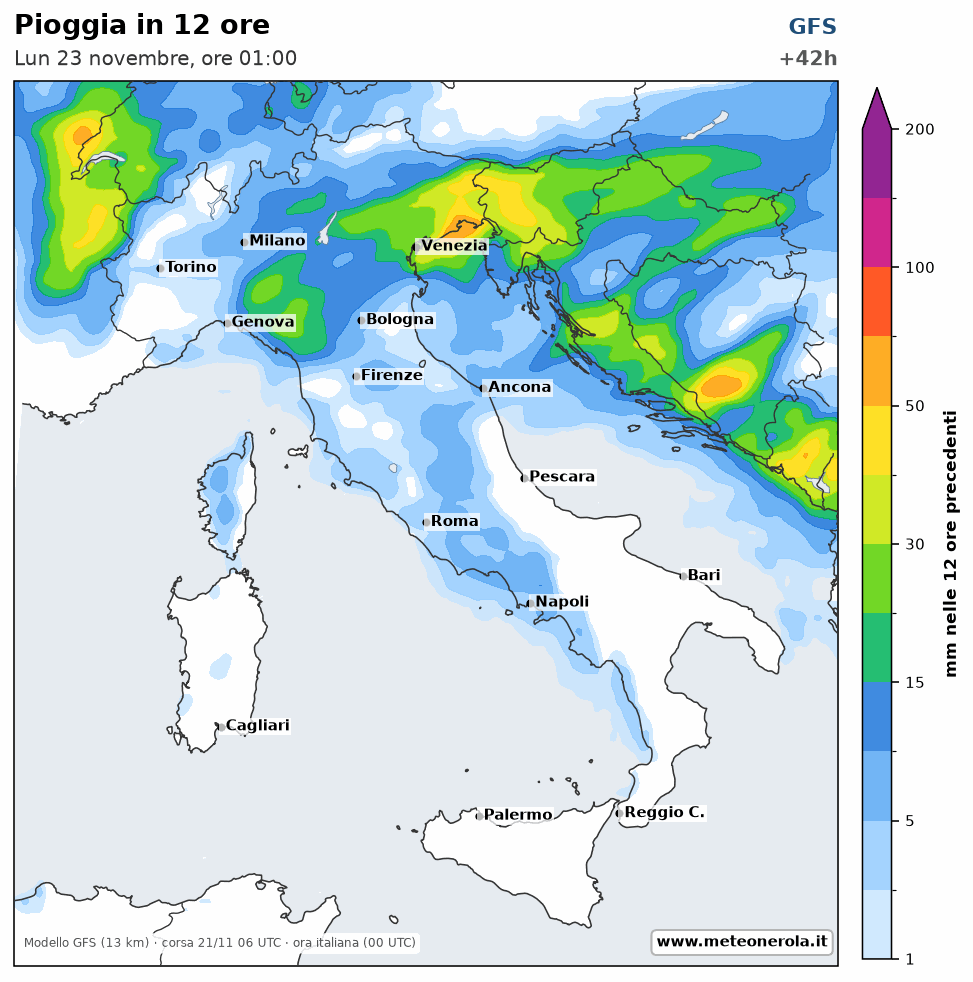 Pioggia in 12 ore
GFS
Lun 23 novembre, ore 01:00
+42h
200
100
50
30
15
5
1
mm nelle 12 ore precedenti
Milano
Venezia
Torino
Genova
Bologna
Firenze
Ancona
Pescara
Roma
Bari
Napoli
Cagliari
Palermo
Reggio C.
Modello GFS (13 km) · corsa 21/11 06 UTC · ora italiana (00 UTC)
www.meteonerola.it